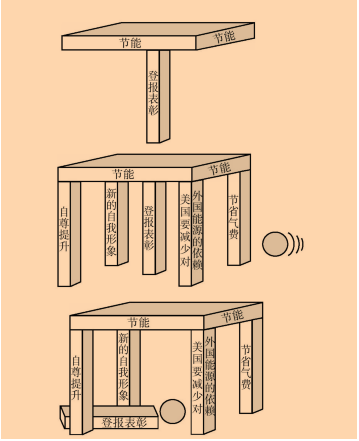 节能
节能
登报表彰
节能
节能
自尊提升
新的自我形象
登报表彰
美国要减少对
外国能源的依赖
节省气费
节能
节能
自尊提升
新的自我形象
登报表彰
美国要减少对
外国能源的依赖
节省气费